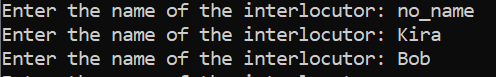 Enter the name of the interlocutor: no_name
Enter the name of the interlocutor: Kira
Enter the name of the interlocutor: Bob